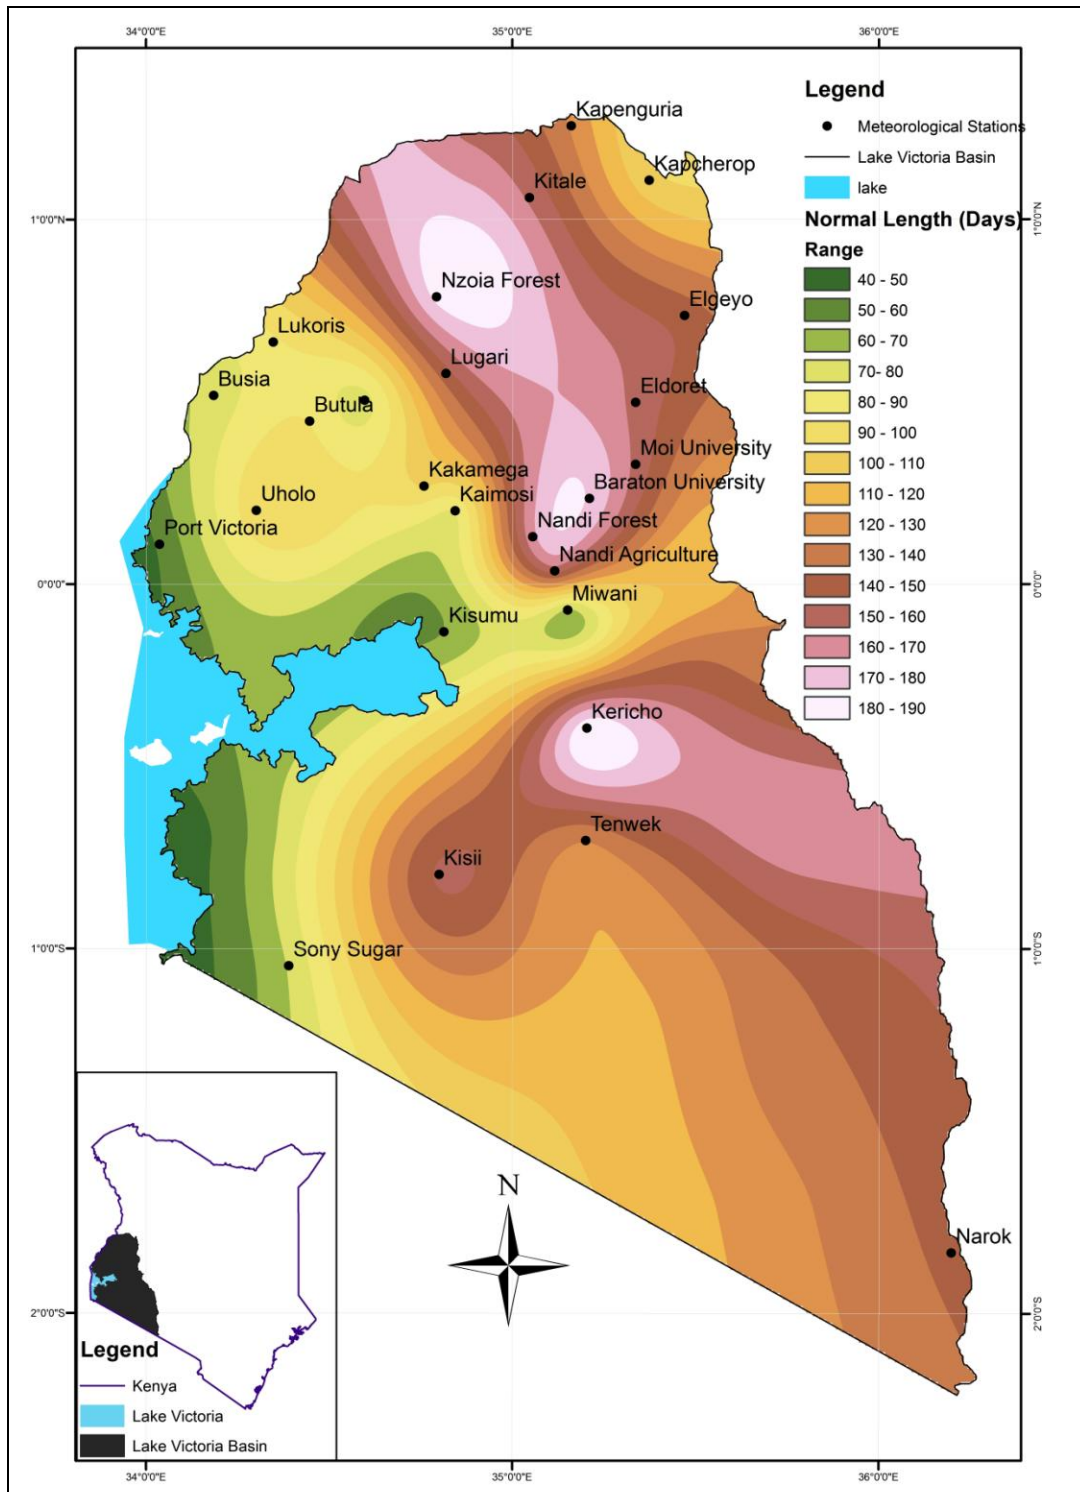 34°0'0"E 35°0'0"E 36°0'0"E
Legend
Meteorological Stations
Lake Victoria Basin
lake
Normal Length (Days)
Range
40 - 50
50 - 60
60 - 70
70- 80
80 - 90
90 - 100
100 - 110
110 - 120
120 - 130
130 - 140
140 - 150
150 - 160
160 - 170
170 - 180
180 - 190
Kapenguria
Kapcherop
Kitale
1°0'0"N 1°0'0"N
Nzoia Forest
Elgeyo
Lukoris
Lugari
Busia
Eldoret
Butula
Moi University
Kakamega
Baraton University
Uholo
Kaimosi
Port Victoria
Nandi Forest
Nandi Agriculture
0°0'0" 0°0'0"
Miwani
Kisumu
Kericho
Tenwek
Kisii
1°0'0"S 1°0'0"S
Sony Sugar
N
Narok
2°0'0"S 2°0'0"S
Legend
Kenya
Lake Victoria
Lake Victoria Basin
34°0'0"E 35°0'0"E 36°0'0"E